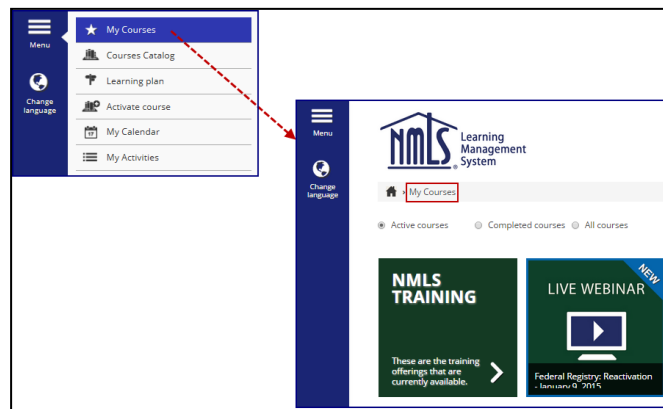 Menu
Change
language
My Courses
Courses Catalog
Learning plan
Activate course
17
My Calendar
My Activities
Menu
Change
language
NMLS®
Learning
Management
System
My Courses
Active courses
Completed courses
All courses
NMLS
TRAINING
These are the training
offerings that are
currently available.
NEW
LIVE WEBINAR
Federal Registry: Reactivation
- January 9, 2015